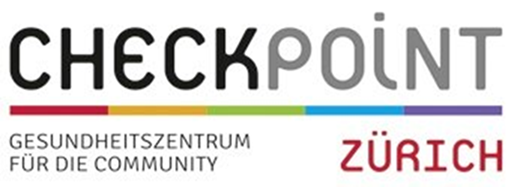 CHECKPOINT
GESUNDHEITSZENTRUM
FÜR DIE COMMUNITY
ZÜRICH